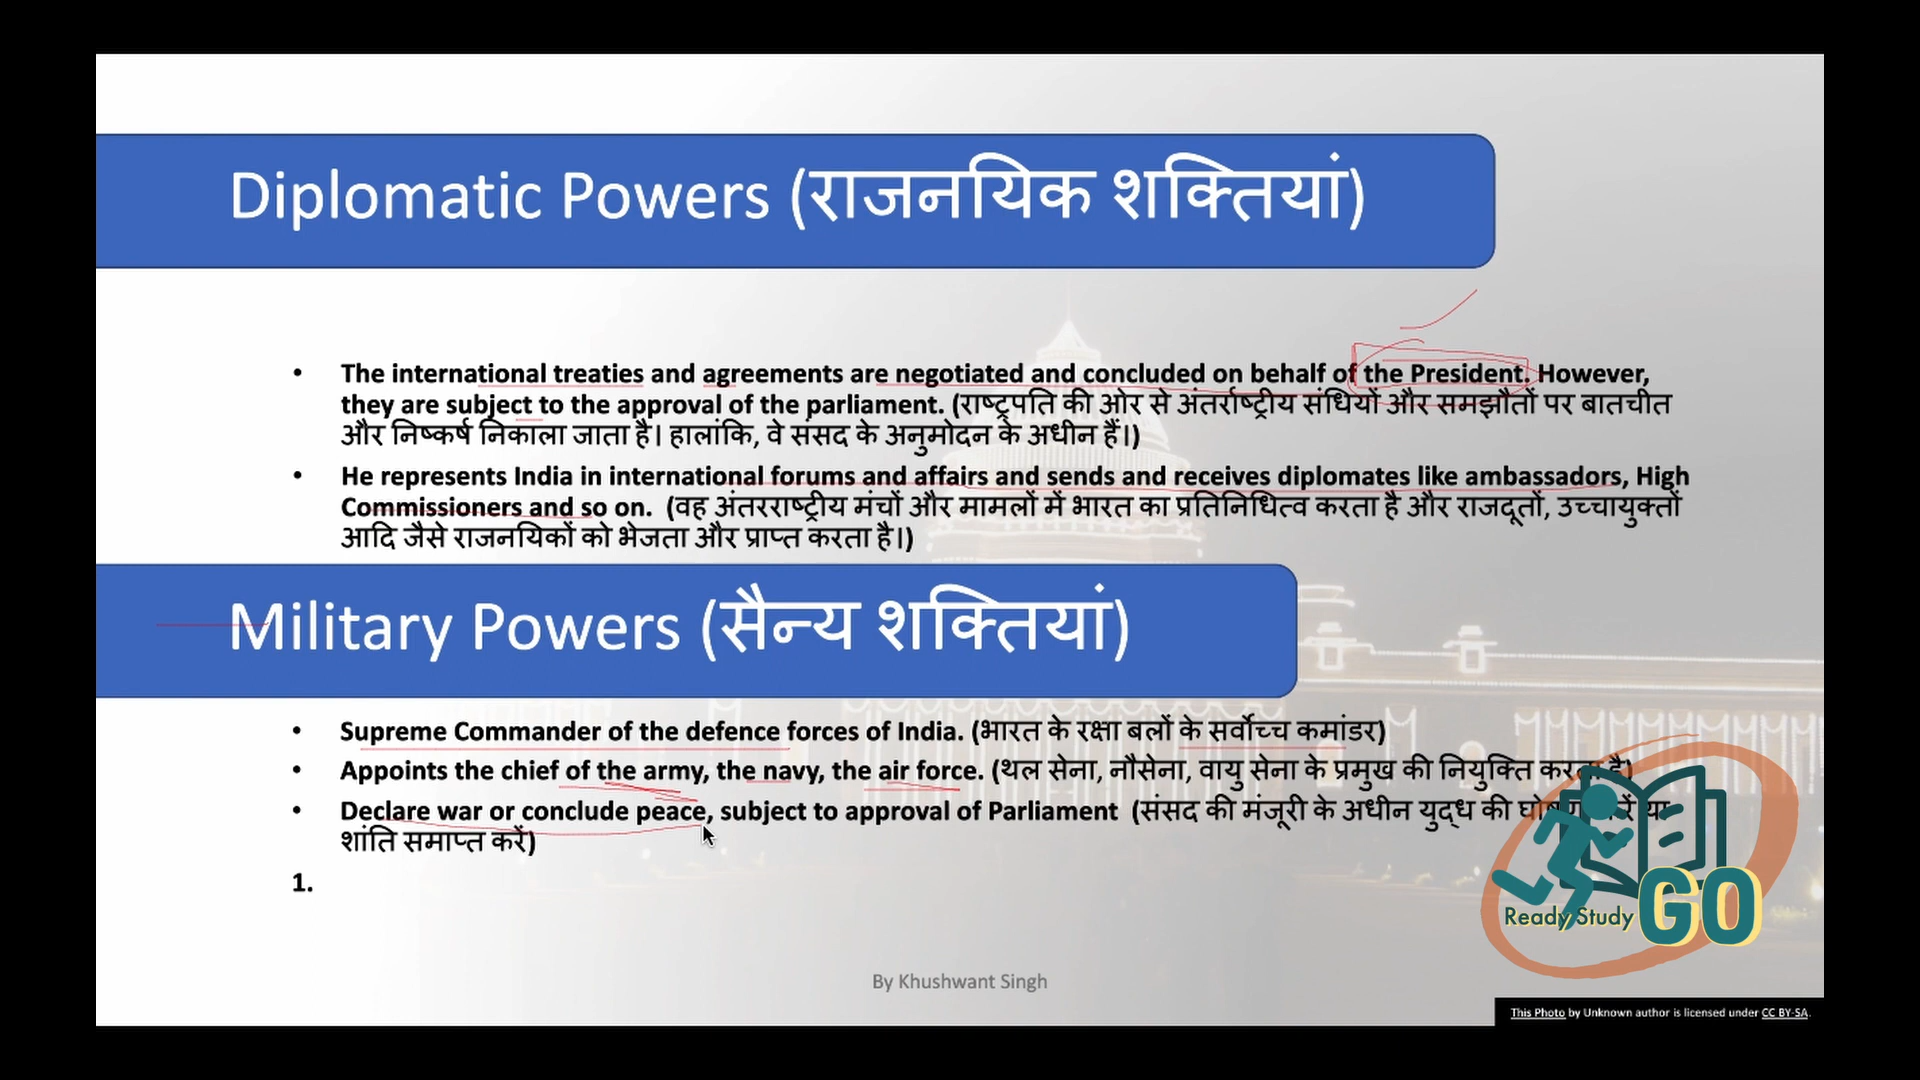 Diplomatic Powers (राजनयिक शक्तियां)
• The international treaties and agreements are negotiated and concluded on behalf of the President. However,
they are subject to the approval of the parliament. (राष्ट्रपति की ओर से अंतर्राष्ट्रीय संधियों और समझौतों पर बातचीत
और निष्कर्ष निकाला जाता है। हालांकि, वे संसद के अनुमोदन के अधीन हैं।)
• He represents India in international forums and affairs and sends and receives diplomates like ambassadors, High
Commissioners and so on. (वह अंतरराष्ट्रीय मंचों और मामलों में भारत का प्रतिनिधित्व करता है और राजदूतों, उच्चायुक्तों
आदि जैसे राजनयिकों को भेजता और प्राप्त करता है।)
Military Powers (सैन्य शक्तियां)
• Supreme Commander of the defence forces of India. (भारत के रक्षा बलों के सर्वोच्च कमांडर)
• Appoints the chief of the army, the navy, the air force. (थल सेना, नौसेना, वायु सेना के प्रमुख की नियुक्ति करता है)
• Declare war or conclude peace, subject to approval of Parliament (संसद की मंजूरी के अधीन युद्ध की या
शांति समाप्त करें)
1.
Ready Study GO
By Khushwant Singh
This Photo by Unknown author is licensed under CC BY-SA.